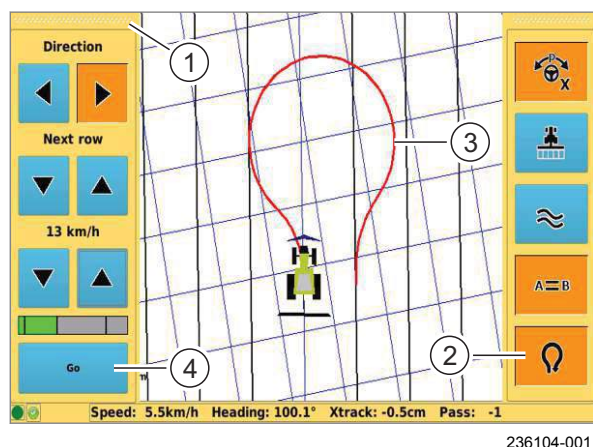 Direction
1
Next row
3
13 km/h
A=B
2
Go
4
Speed: 5.5km/h Heading: 100.1° Xtrack: -0.5cm Pass: -1
236104-001